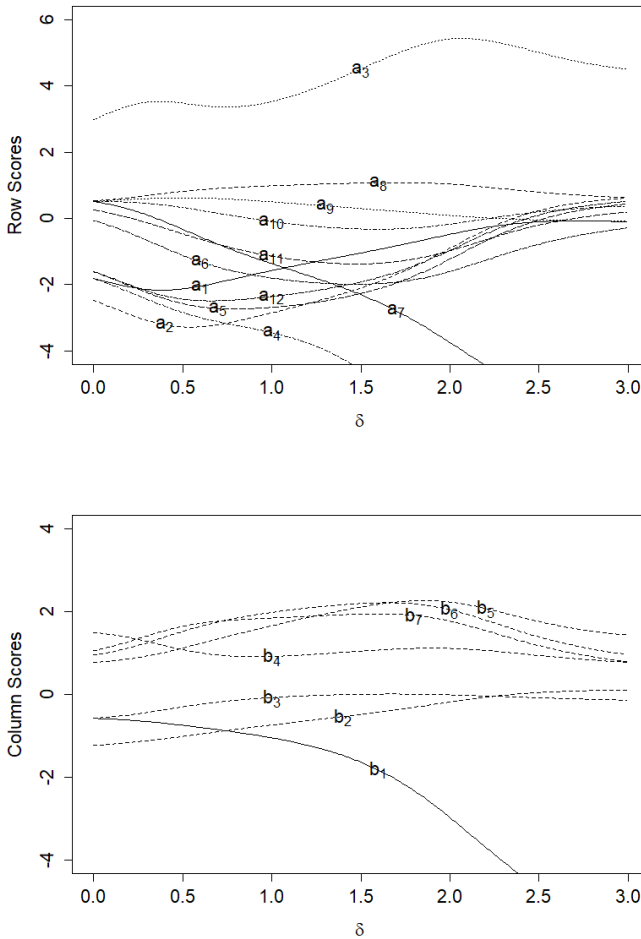 6
4
2
0
-2
-4
Row Scores
a3
a8
a9
a10
a11
a6
a1
a12
a5
a2
a4
a7
0.0 0.5 1.0 1.5 2.0 2.5 3.0
δ
4
2
0
-2
-4
Column Scores
b5
b6
b7
b4
b3
b2
b1
0.0 0.5 1.0 1.5 2.0 2.5 3.0
δ